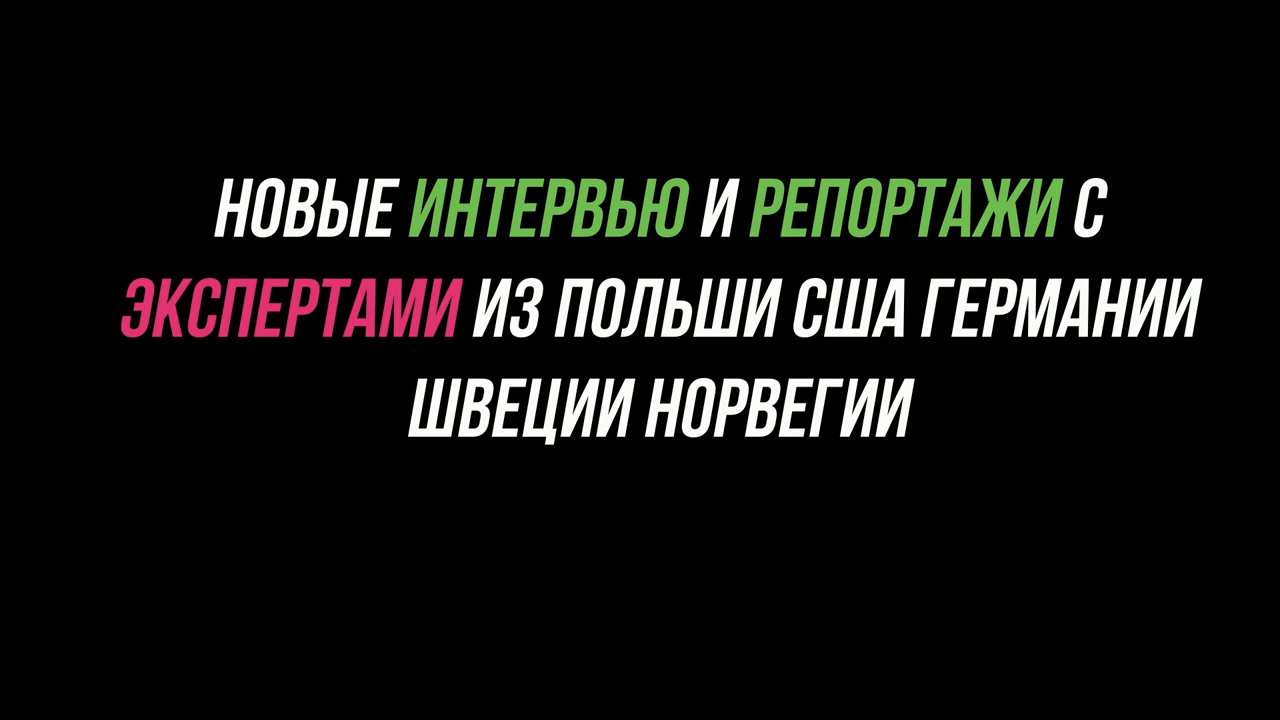 НОВЫЕ ИНТЕРВЬЮ И РЕПОРТАЖИ С
ЭКСПЕРТАМИ ИЗ ПОЛЬШИ США ГЕРМАНИИ
ШВЕЦИИ НОРВЕГИИ